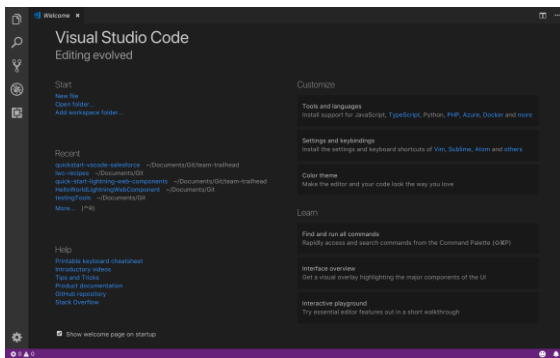 Welcome
Visual Studio Code
Editing evolved
Start
New file
Open folder...
Add workspace folder...
Recent
quickstart-vscode-salesforce ~/Documents/Git/team-trailhead
lwc-recipes ~/Documents/Git
quick-start-lightning-web-components ~/Documents/Git/team-trailhead
HelloWorldLightningWebComponent ~/Documents/Git
testingTools ~/Documents/Git
More... (^R)
Help
Printable keyboard cheatsheet
Introductory videos
Tips and Tricks
Product documentation
GitHub repository
Stack Overflow
Show welcome page on startup
Customize
Tools and languages
Install support for JavaScript, TypeScript, Python, PHP, Azure, Docker and more
Settings and keybindings
Install the settings and keyboard shortcuts of Vim, Sublime, Atom and others
Color theme
Make the editor and your code look the way you love
Learn
Find and run all commands
Rapidly access and search commands from the Command Palette (⇧⌘P)
Interface overview
Get a visual overlay highlighting the major components of the UI
Interactive playground
Try essential editor features out in a short walkthrough
0 0